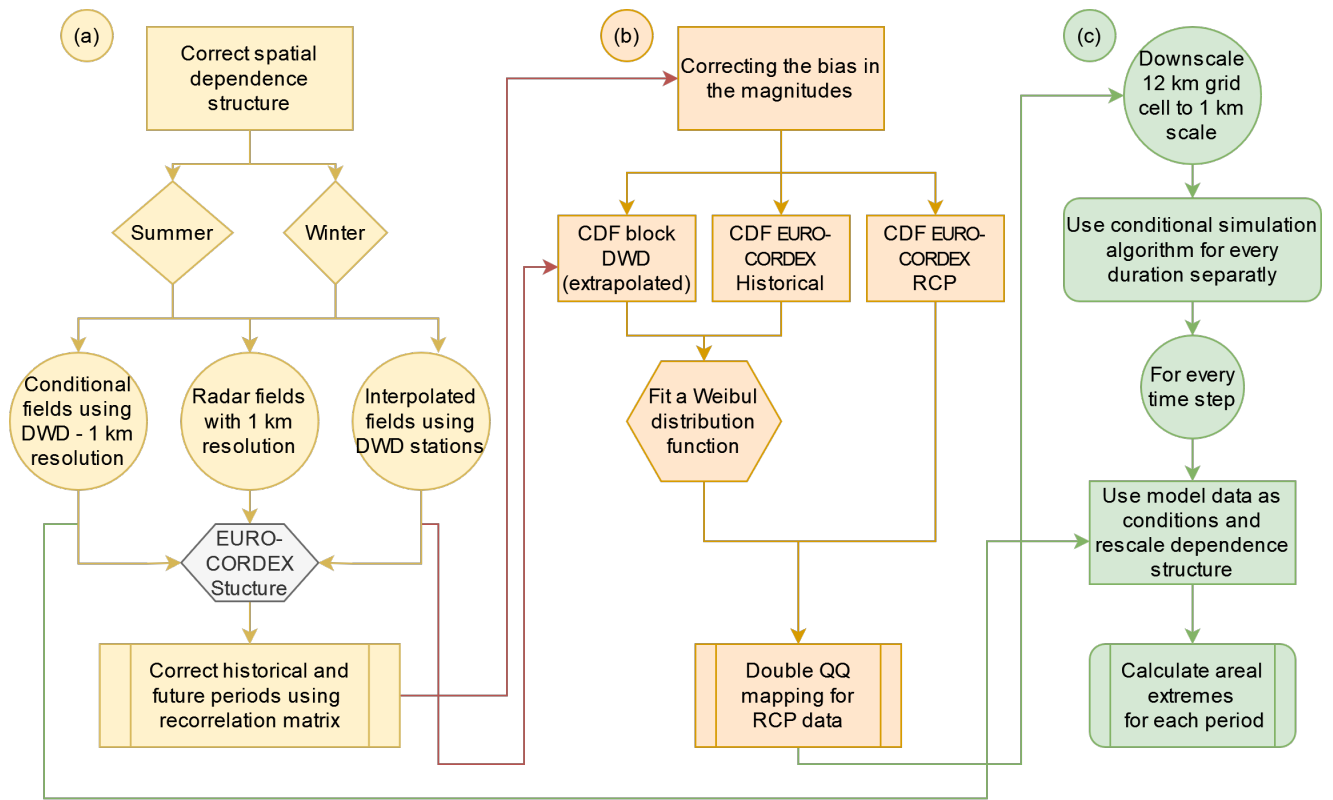 (a)
Correct spatial
dependence
structure
Summer
Winter
Conditional
fields using
DWD - 1 km
resolution
Radar fields
with 1 km
resolution
Interpolated
fields using
DWD stations
EURO-
CORDEX
Stucture
Correct historical and
future periods using
recorrelation matrix
(b)
Correcting the bias in
the magnitudes
CDF block
DWD
(extrapolated)
CDF EURO-
CORDEX
Historical
CDF EURO-
CORDEX
RCP
Fit a Weibul
distribution
function
Double QQ
mapping for
RCP data
(c)
Downscale
12 km grid
cell to 1 km
scale
Use conditional simulation
algorithm for every
duration separatly
For every
time step
Use model data as
conditions and
rescale dependence
structure
Calculate areal
extremes
for each period